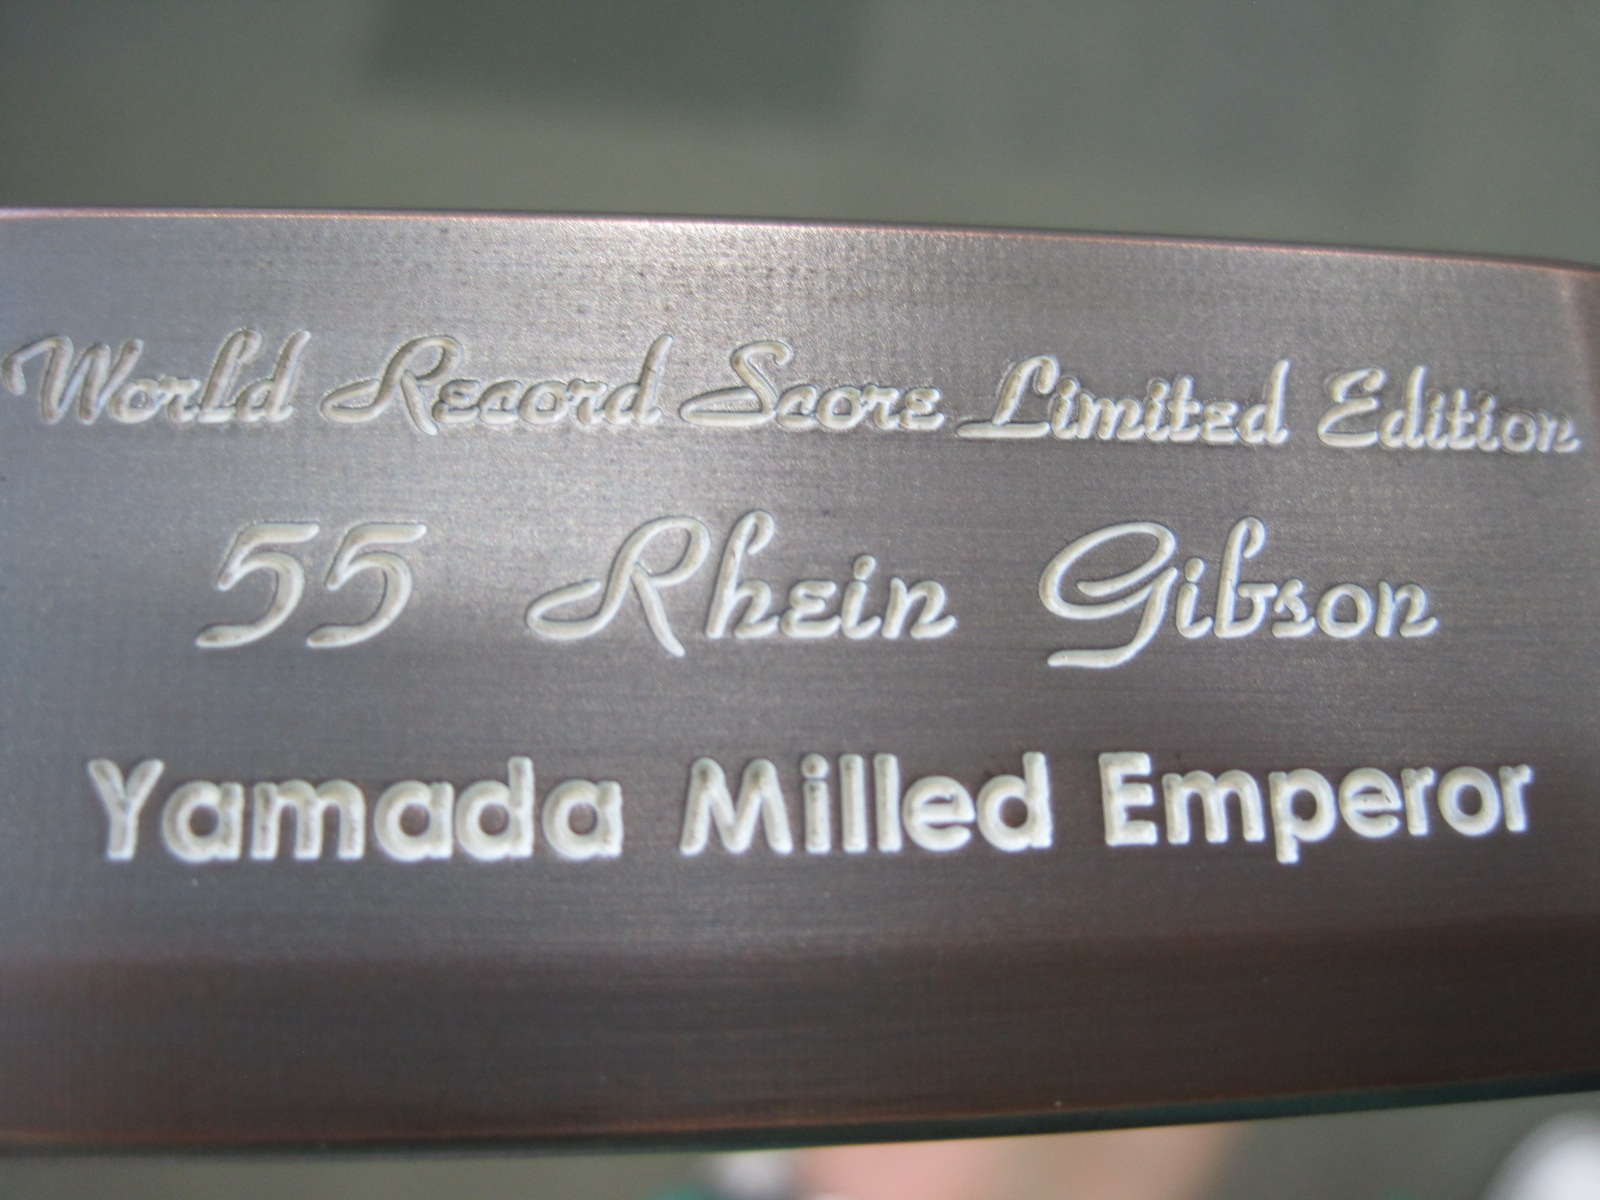 World Record Score Limited Edition
55 Rhein Gibson
Yamada Milled Emperor